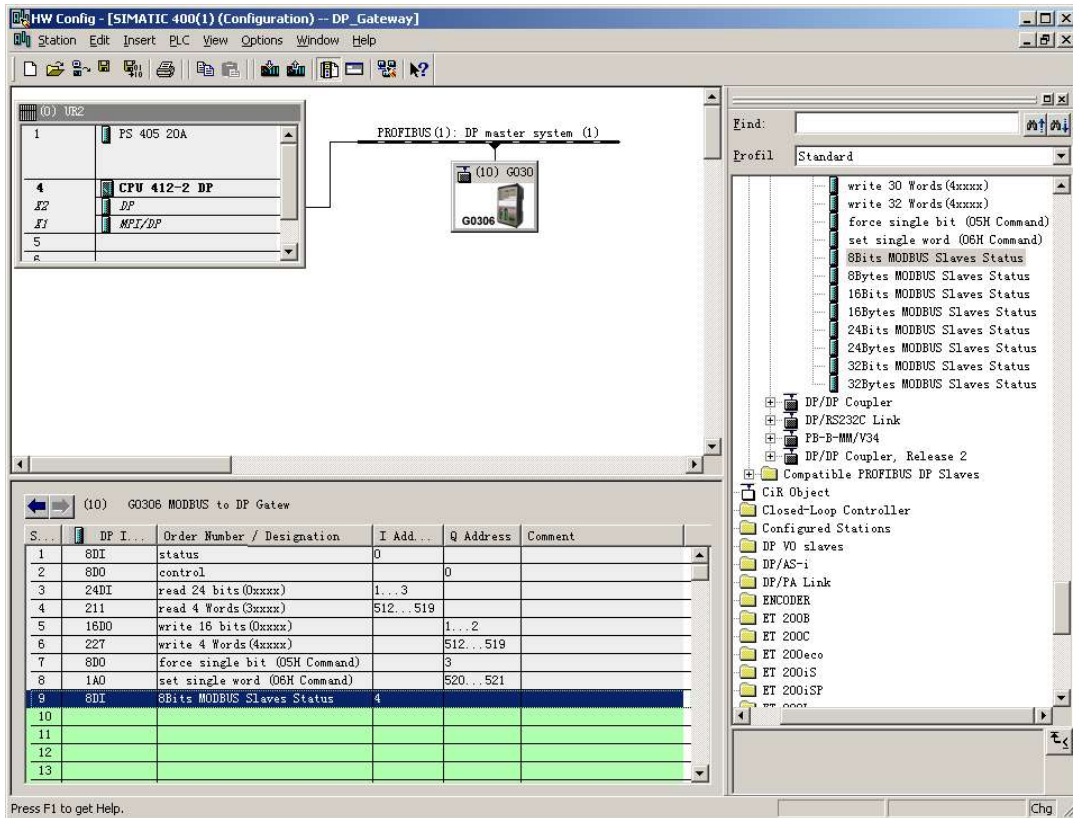 HW Config - [SIMATIC 400(1) (Configuration) -- DP_Gateway]
Station Edit Insert PLC View Options Window Help
(0) UR2
1 PS 405 20A
4 CPU 412-2 DP
X2 DP
X1 MPI/DP
5
6
PROFIBUS(1): DP master system (1)
(10) G030
G0306
Find:
Profil Standard
write 30 Words(4xxxx)
write 32 Words(4xxxx)
force single bit (05H Command)
set single word (06H Command)
8Bits MODBUS Slaves Status
8Bytes MODBUS Slaves Status
16Bits MODBUS Slaves Status
16Bytes MODBUS Slaves Status
24Bits MODBUS Slaves Status
24Bytes MODBUS Slaves Status
32Bits MODBUS Slaves Status
32Bytes MODBUS Slaves Status
DP/DP Coupler
DP/RS232C Link
PB-B-MM/V34
DP/DP Coupler, Release 2
Compatible PROFIBUS DP Slaves
CiR Object
Closed-Loop Controller
Configured Stations
DP V0 slaves
DP/AS-i
DP/PA Link
ENCODER
ET 200B
ET 200C
ET 200eco
ET 200iS
ET 200iSP
(10) G0306 MODBUS to DP Gatew
S... DP I... Order Number / Designation I Add... Q Address Comment
1 8DI status 0
2 8DO control 0
3 24DI read 24 bits(0xxxx) 1...3
4 211 read 4 Words(3xxxx) 512...519
5 16DO write 16 bits(0xxxx) 1...2
6 227 write 4 Words(4xxxx) 512...519
7 8DO force single bit (05H Command) 3
8 1AO set single word (06H Command) 520...521
9 8DI 8Bits MODBUS Slaves Status 4
10
11
12
13
Press F1 to get Help.
Chg